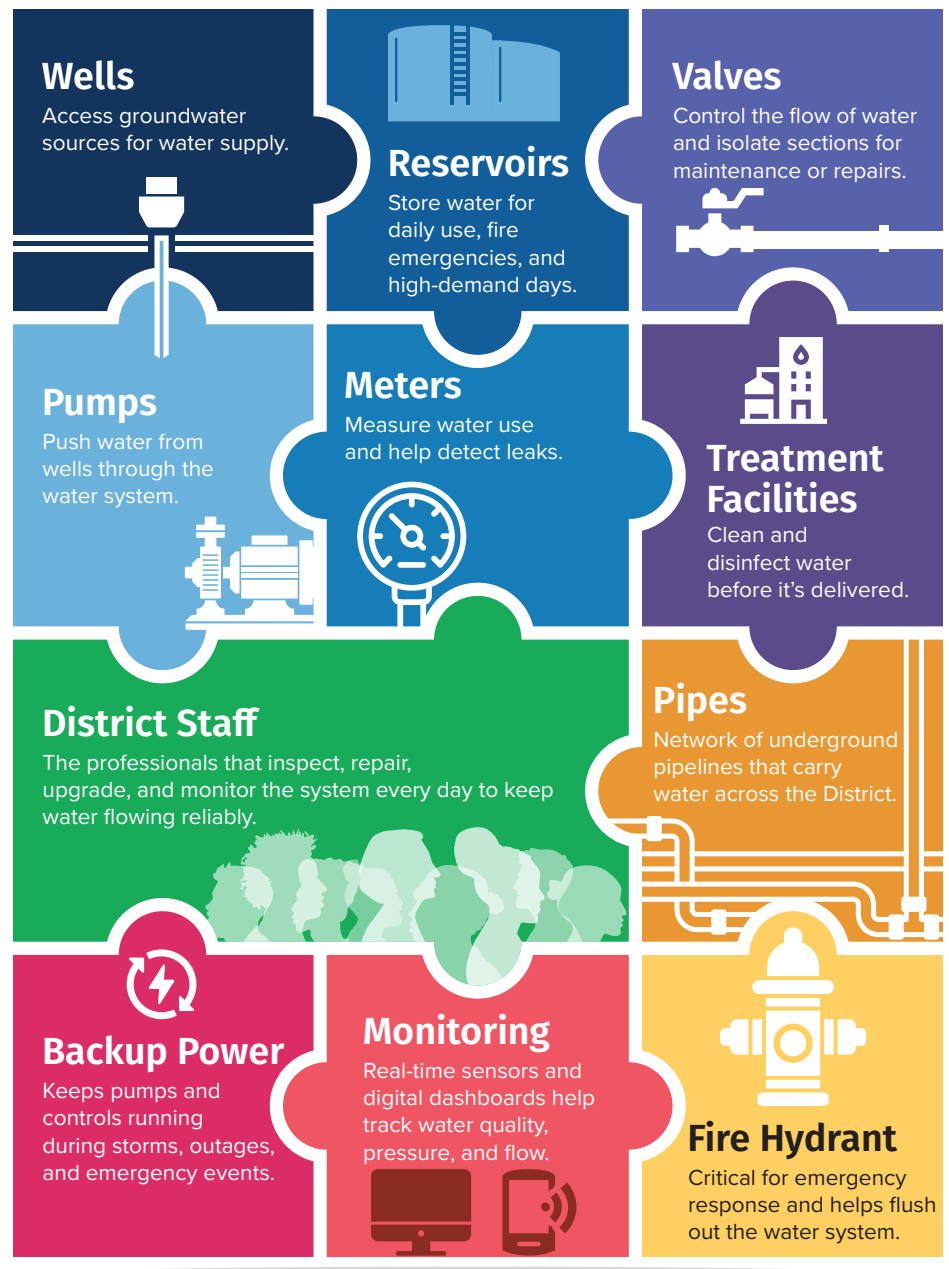 Wells
Access groundwater
sources for water supply.
Reservoirs
Store water for
daily use, fire
emergencies, and
high-demand days.
Valves
Control the flow of water
and isolate sections for
maintenance or repairs.
Pumps
Push water from
wells through the
water system.
Meters
Measure water use
and help detect leaks.
Treatment
Facilities
Clean and
disinfect water
before it’s delivered.
District Staff
The professionals that inspect, repair,
upgrade, and monitor the system every day to keep
water flowing reliably.
Pipes
Network of underground
pipelines that carry
water across the District.
Backup Power
Keeps pumps and
controls running
during storms, outages,
and emergency events.
Monitoring
Real-time sensors and
digital dashboards help
track water quality,
pressure, and flow.
Fire Hydrant
Critical for emergency
response and helps flush
out the water system.